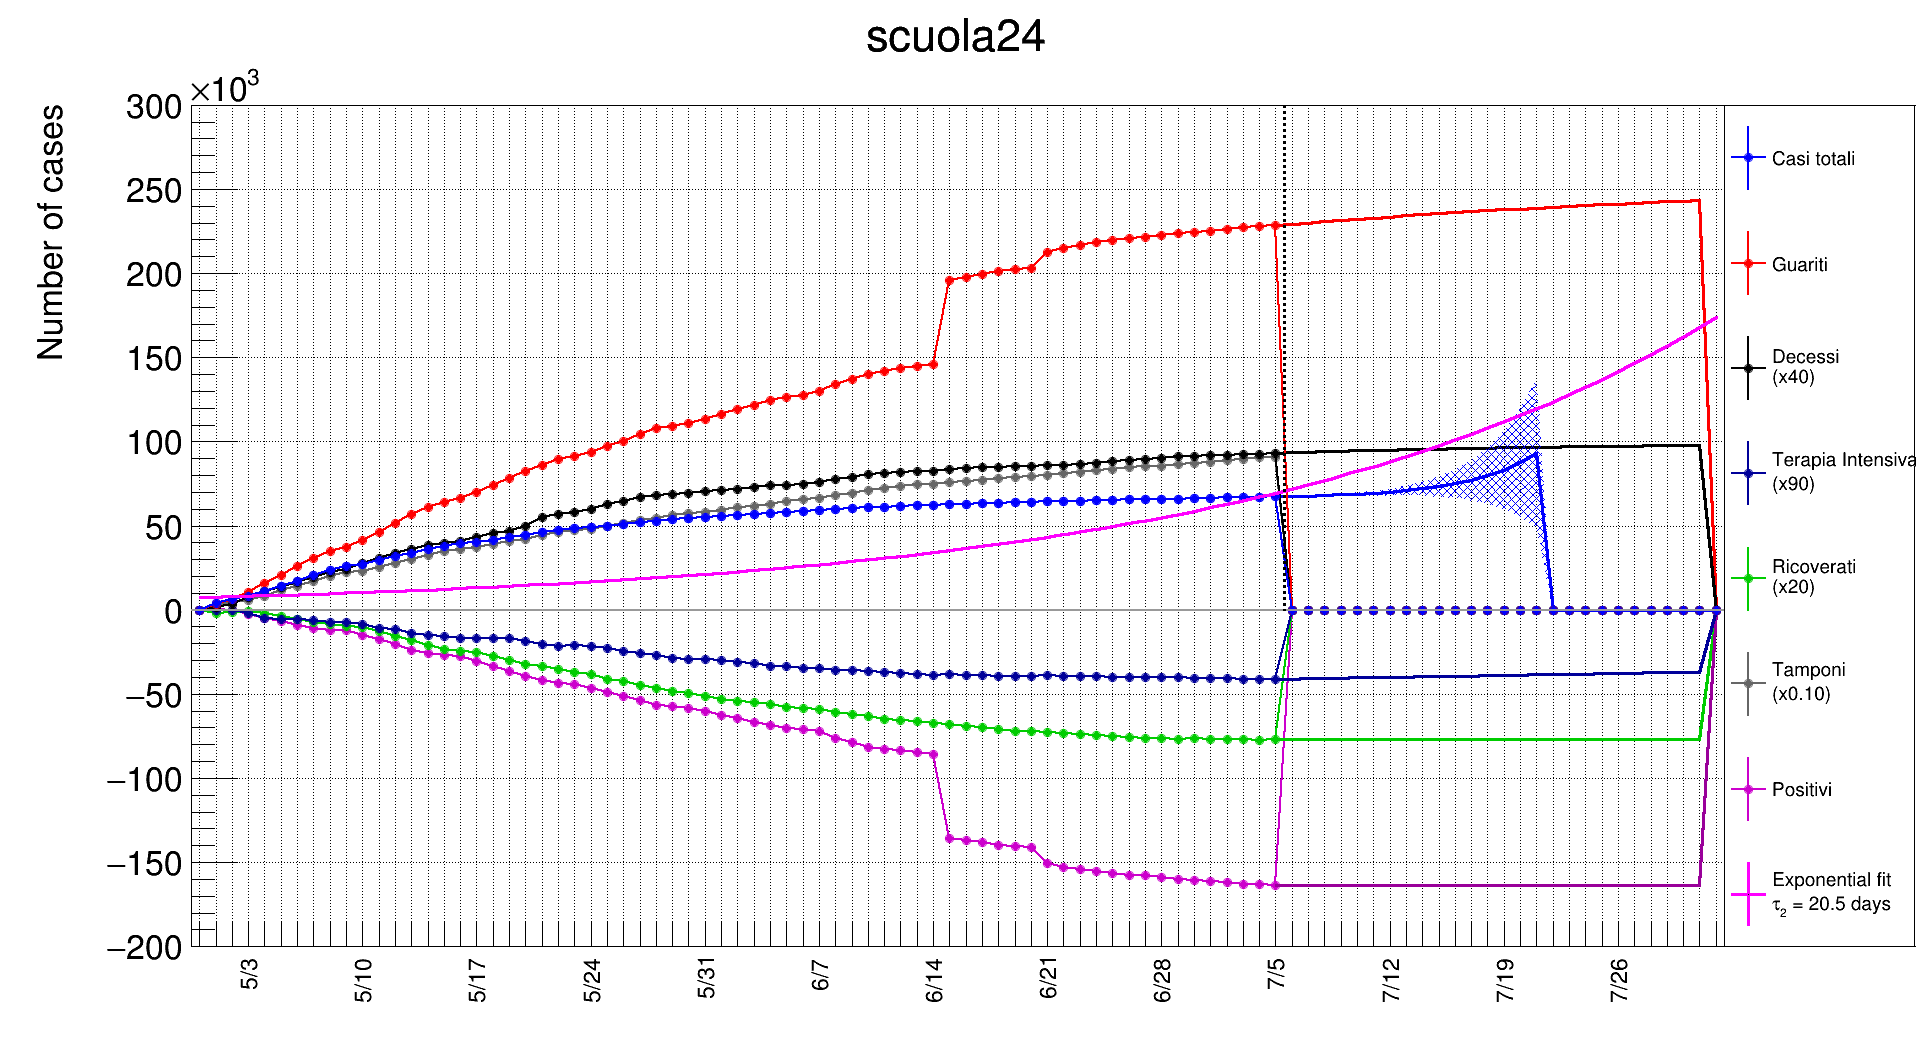 scuola24
×10³
Number of cases
300
250
200
150
100
50
0
−50
−100
−150
−200
5/3
5/10
5/17
5/24
5/31
6/7
6/14
6/21
6/28
7/5
7/12
7/19
7/26
Casi totali
Guariti
Decessi
(x40)
Terapia Intensiva
(x90)
Ricoverati
(x20)
Tamponi
(x0.10)
Positivi
Exponential fit
τ₂ = 20.5 days